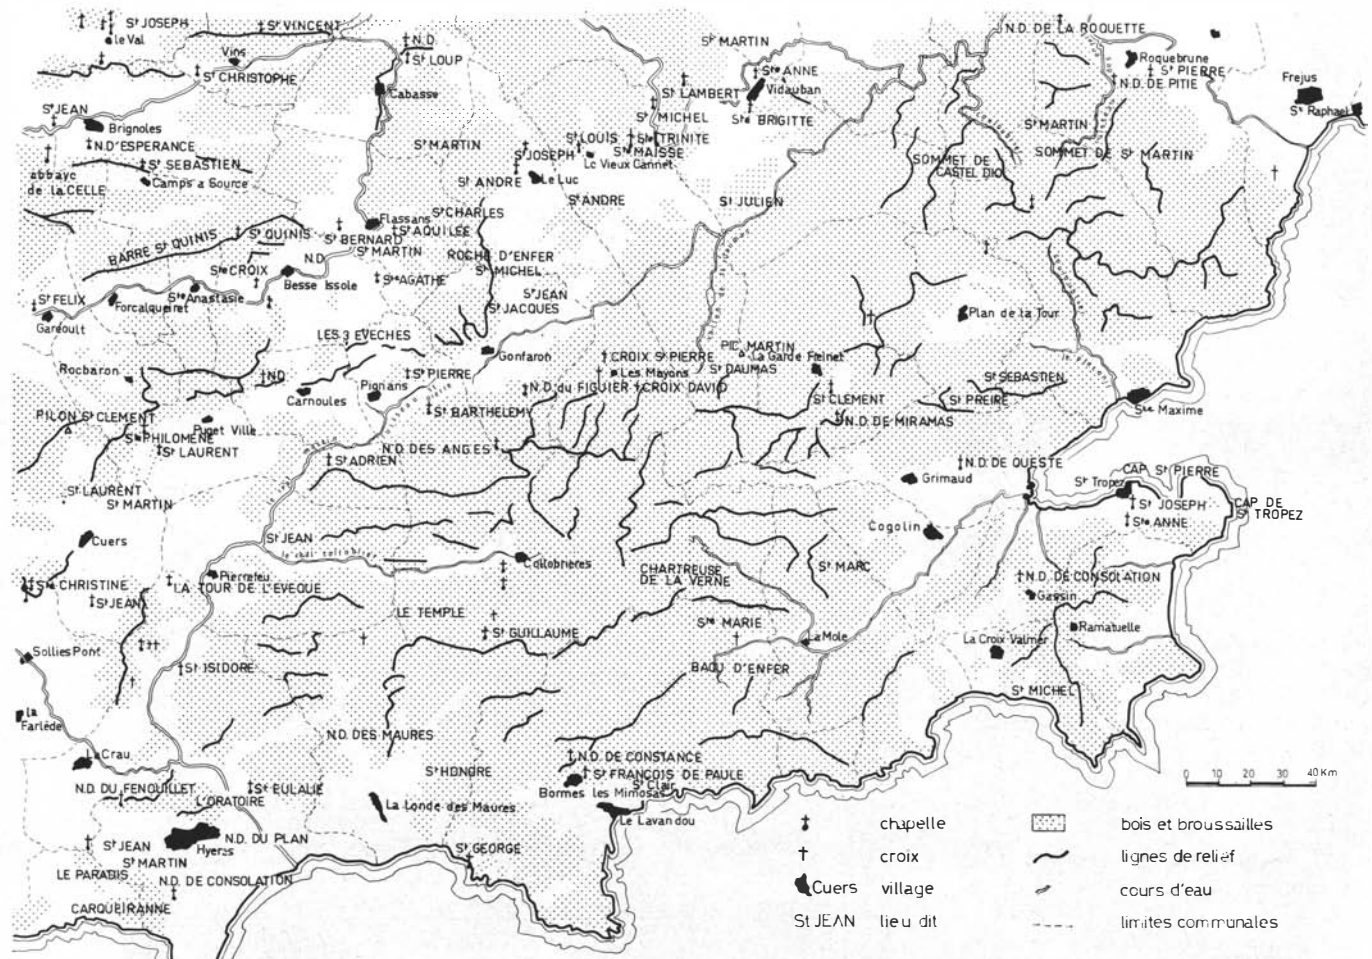 St JOSEPH
le Val
St VINCENT
Vins
N.D.
St LOUP
St CHRISTOPHE
Cabasse
St MARTIN
Ste ANNE
Vidauban
St LAMBERT
Ste BRIGITTE
St MICHEL
N.D. DE LA ROQUETTE
Roquebrune
St PIERRE
N.D. DE PITIE
Frejus
St Raphael
St JEAN
Brignoles
N.D'ESPERANCE
St SEBASTIEN
Camps a Source
abbaye
de la CELLE
St MARTIN
St JOSEPH
St LOUIS
Ste TRINITE
St MAISSE
Le Vieux Cannet
St ANDRE
Le Luc
St ANDRE
St JULIEN
St MARTIN
SOMMET DE
CASTEL DIO
SOMMET DE St MARTIN
BARRE St QUINIS
St QUINIS
Flassans
St CHARLES
St BERNARD
St AQUILEE
St MARTIN
N.D
ROCHE D'ENFER
St MICHEL
Ste CROIX
Besse Issole
Ste AGATHE
St JEAN
St JACQUES
St FELIX
Gareoult
Forcalqueiret
Ste Anastasie
LES 3 EVECHES
Gonfaron
Plan de la Tour
Rocbaron
N.D
Carnoules
Pignans
St PIERRE
CROIX St PIERRE
Les Mayons
PIC MARTIN
La Garde Freinet
St DAUMAS
N.D. du FIGUIER
CROIX DAVID
St BARTHELEMY
St CLEMENT
N.D. DE MIRAMAS
St SEBASTIEN
St PREIRE
Ste Maxime
PILON St CLEMENT
Puget Ville
Ste PHILOMENE
St LAURENT
N.D. DES ANGES
St ADRIEN
N.D. DE QUESTE
Grimaud
CAP St PIERRE
St Tropez
St JOSEPH
Ste ANNE
CAP DE
St TROPEZ
St LAURENT
St MARTIN
Cuers
St JEAN
le real collobrier
Collobrieres
Cogolin
CHARTREUSE
DE LA VERNE
St MARC
Ste CHRISTINE
St JEAN
Pierrefeu
LA TOUR DE L'EVEQUE
LE TEMPLE
St GUILLAUME
Ste MARIE
La Mole
N.D. DE CONSOLATION
Gassin
Ramatuelle
La Croix Valmer
Sollies Pont
St ISIDORE
BAOU D'ENFER
St MICHEL
la
Farlède
N.D. DES MAURES
La Crau
N.D. DU FENOUILLET
St EULALIE
L'ORATOIRE
St HONORE
N.D. DE CONSTANCE
St FRANÇOIS DE PAULE
St Clair
Bormes les Mimosas
Le Lavandou
La Londe des Maures
N.D. DU PLAN
Hyeres
St JEAN
St MARTIN
LE PARADIS
N.D. DE CONSOLATION
CARQUEIRANNE
St GEORGE
0 10 20 30 40 Km
chapelle
croix
Cuers village
St JEAN lieu dit
bois et broussailles
lignes de relief
cours d'eau
limites communales